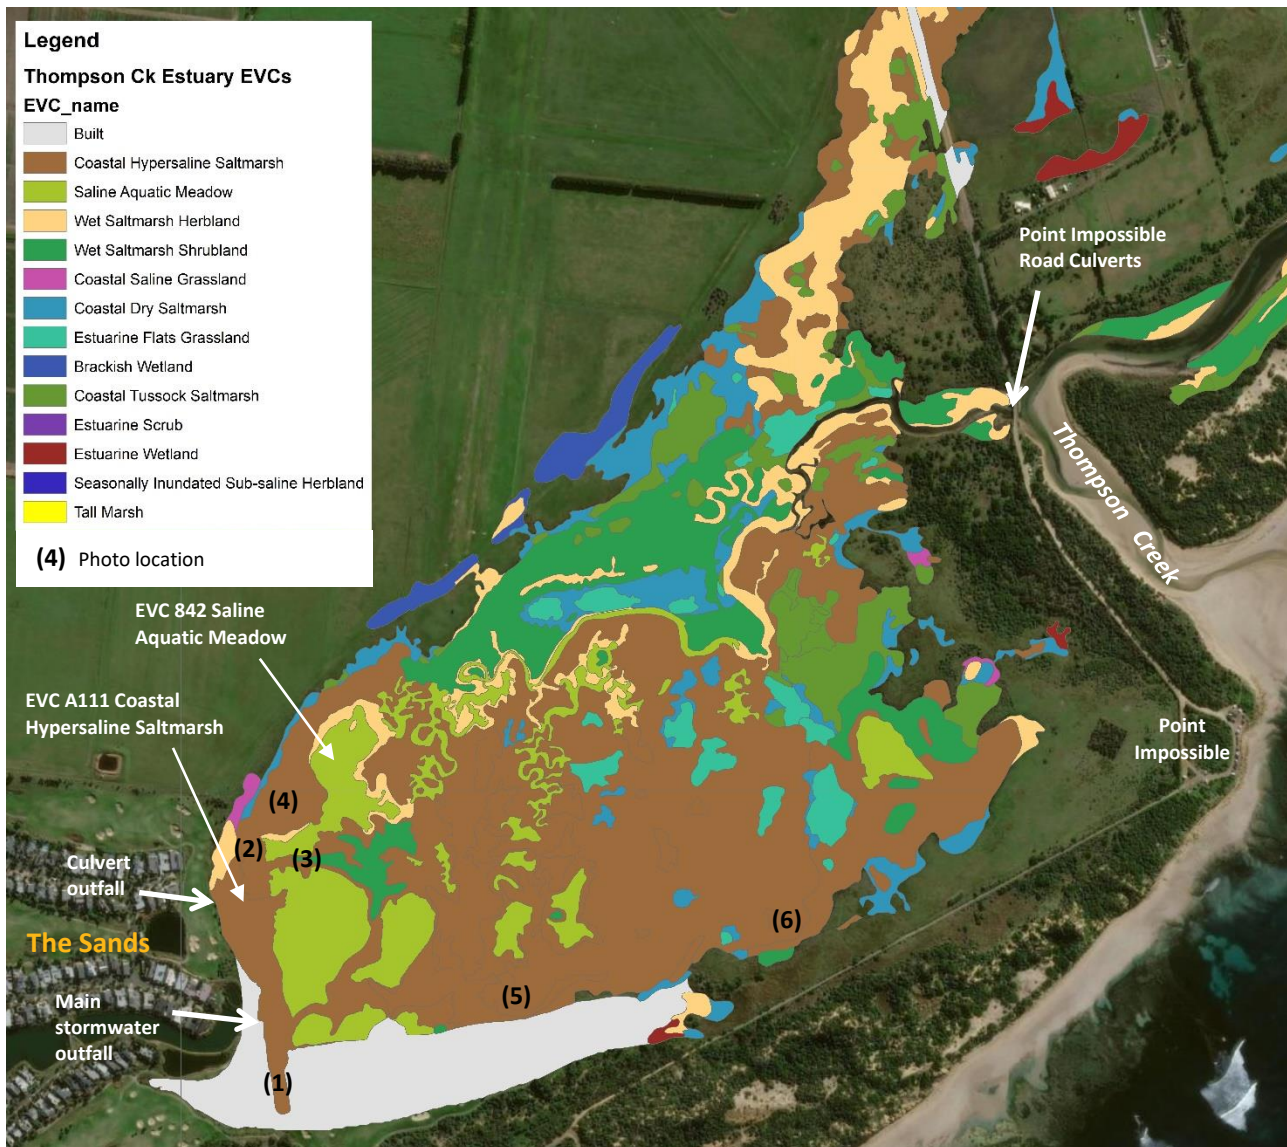 Legend
Thompson Ck Estuary EVCs
EVC_name
Built
Coastal Hypersaline Saltmarsh
Saline Aquatic Meadow
Wet Saltmarsh Herbland
Wet Saltmarsh Shrubland
Coastal Saline Grassland
Coastal Dry Saltmarsh
Estuarine Flats Grassland
Brackish Wetland
Coastal Tussock Saltmarsh
Estuarine Scrub
Estuarine Wetland
Seasonally Inundated Sub-saline Herbland
Tall Marsh
(4) Photo location
Point Impossible
Road Culverts
Thompson Creek
EVC 842 Saline
Aquatic Meadow
EVC A111 Coastal
Hypersaline Saltmarsh
Point
Impossible
(4)
(2)
(3)
Culvert
outfall
(6)
The Sands
(5)
Main
stormwater
outfall
(1)